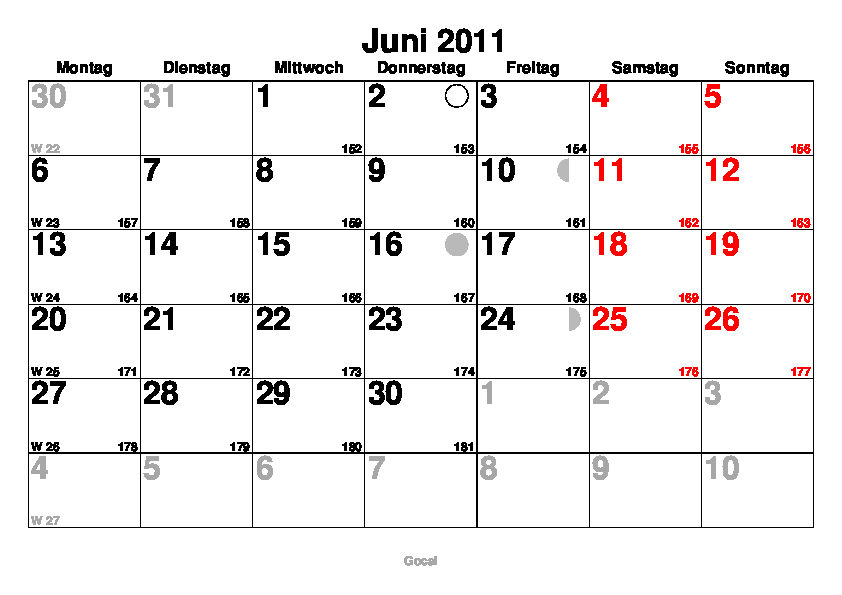 Juni 2011
Montag Dienstag Mittwoch Donnerstag Freitag Samstag Sonntag
30 31 1 2 3 4 5
W 22 152 153 154 155 156
6 7 8 9 10 11 12
W 23 157 158 159 160 161 162 163
13 14 15 16 17 18 19
W 24 164 165 166 167 168 169 170
20 21 22 23 24 25 26
W 25 171 172 173 174 175 176 177
27 28 29 30 1 2 3
W 26 178 179 180 181
4 5 6 7 8 9 10
W 27
Gocal